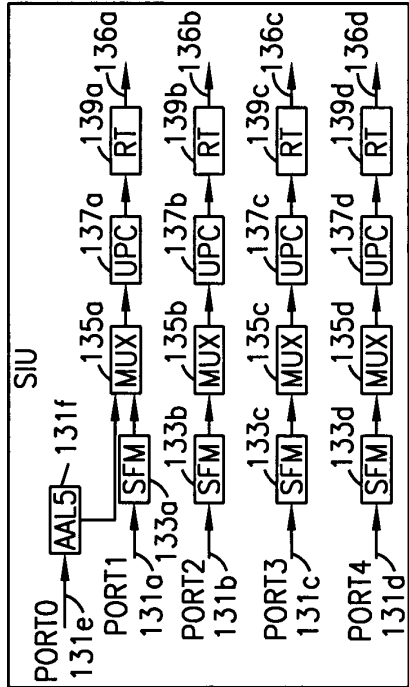 SIU
PORT0
131e
AAL5
131f
PORT1
131a
SFM
133a
MUX
135a
UPC
137a
RT
139a
136a
PORT2
131b
SFM
133b
MUX
135b
UPC
137b
RT
139b
136b
PORT3
131c
SFM
133c
MUX
135c
UPC
137c
RT
139c
136c
PORT4
131d
SFM
133d
MUX
135d
UPC
137d
RT
139d
136d